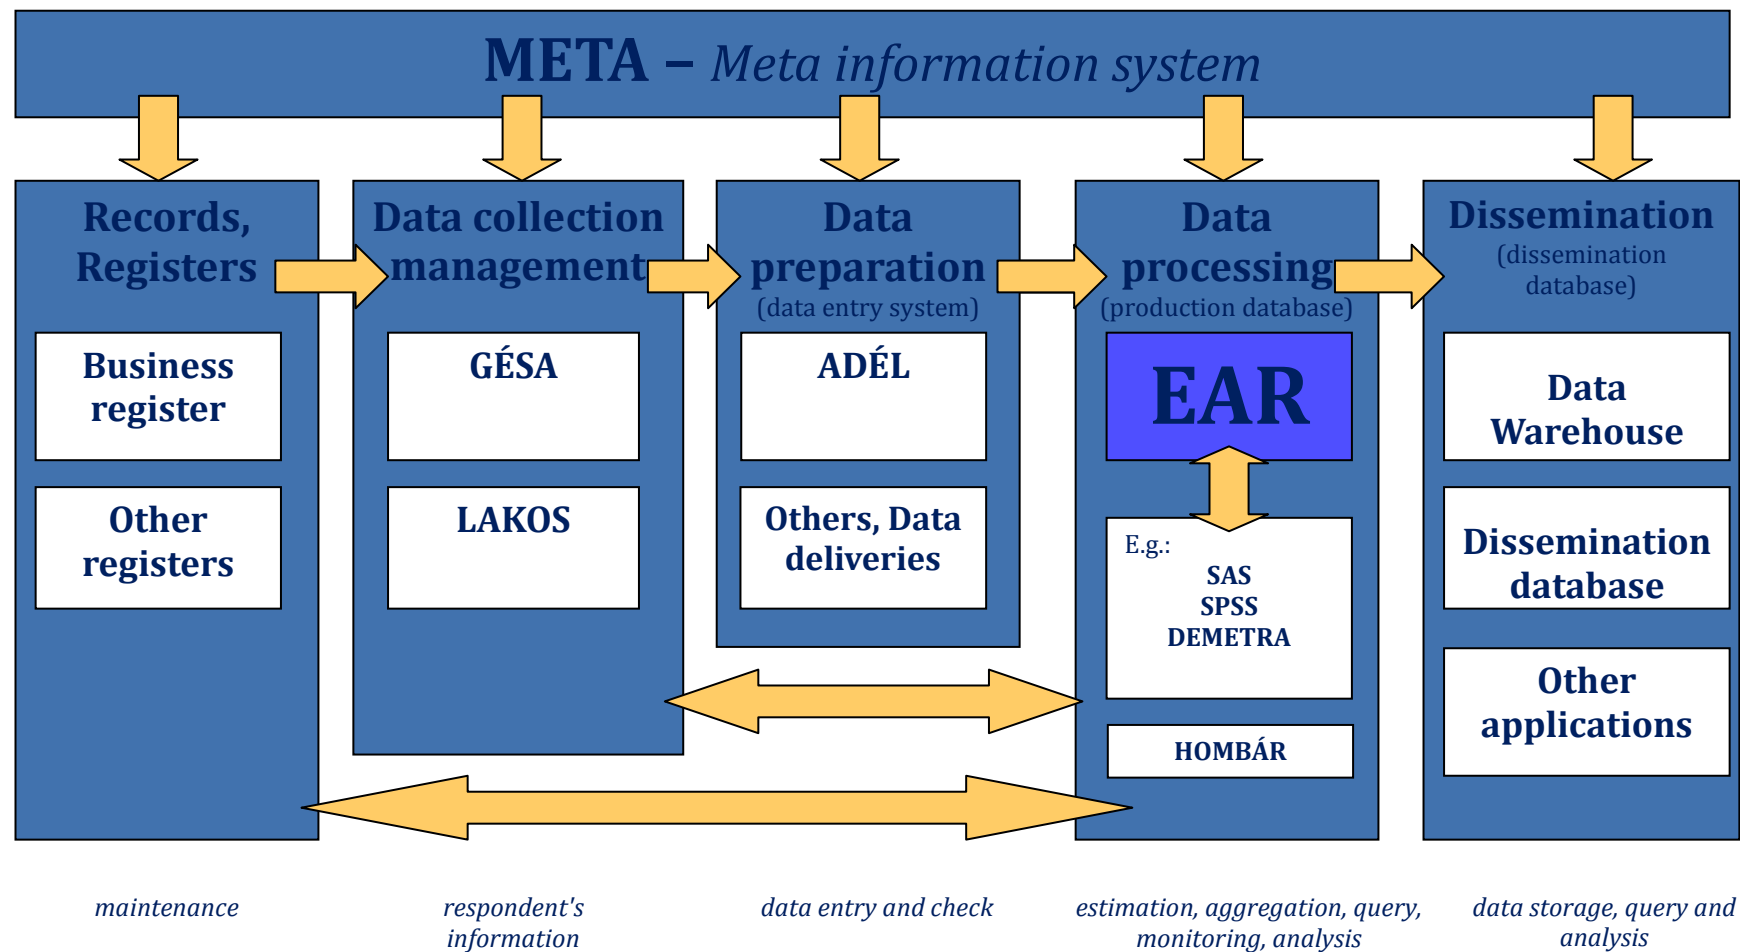 META – Meta information system
Records,
Registers
Business
register
Other
registers
maintenance
Data collection
management
GÉSA
LAKOS
respondent's
information
Data
preparation
(data entry system)
ADÉL
Others, Data
deliveries
data entry and check
Data
processing
(production database)
EAR
E.g.:
SAS
SPSS
DEMETRA
HOMBÁR
estimation, aggregation, query,
monitoring, analysis
Dissemination
(dissemination
database)
Data
Warehouse
Dissemination
database
Other
applications
data storage, query and
analysis